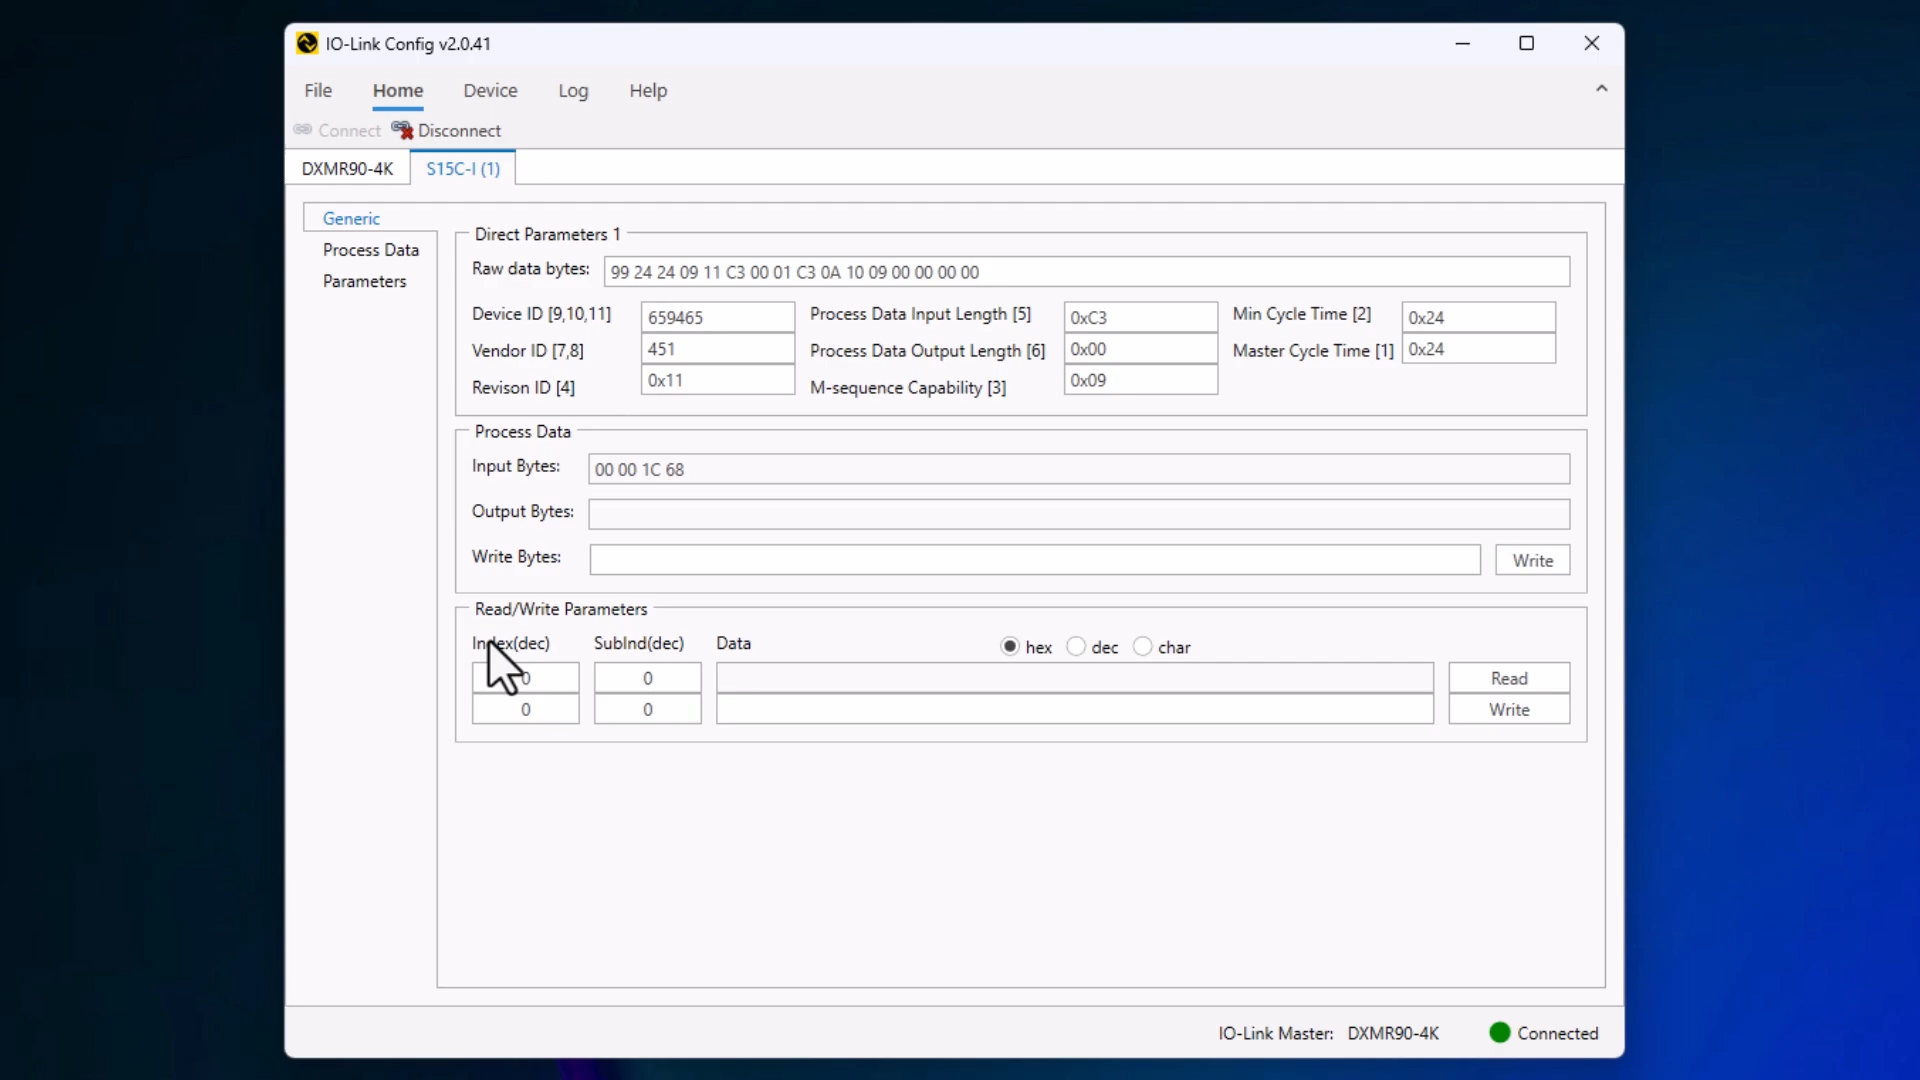 IO-Link Config v2.0.41
File Home Device Log Help
Connect Disconnect
DXMR90-4K S15C-I (1)
Generic
Process Data
Parameters
Direct Parameters 1
Raw data bytes: 99 24 24 09 11 C3 00 01 C3 0A 10 09 00 00 00 00
Device ID [9,10,11] 659465 Process Data Input Length [5] 0xC3 Min Cycle Time [2] 0x24
Vendor ID [7,8] 451 Process Data Output Length [6] 0x00 Master Cycle Time [1] 0x24
Revison ID [4] 0x11 M-sequence Capability [3] 0x09
Process Data
Input Bytes: 00 00 1C 68
Output Bytes:
Write Bytes: Write
Read/Write Parameters
Index(dec) SubInd(dec) Data hex dec char
0 0 Read
0 0 Write
IO-Link Master: DXMR90-4K Connected